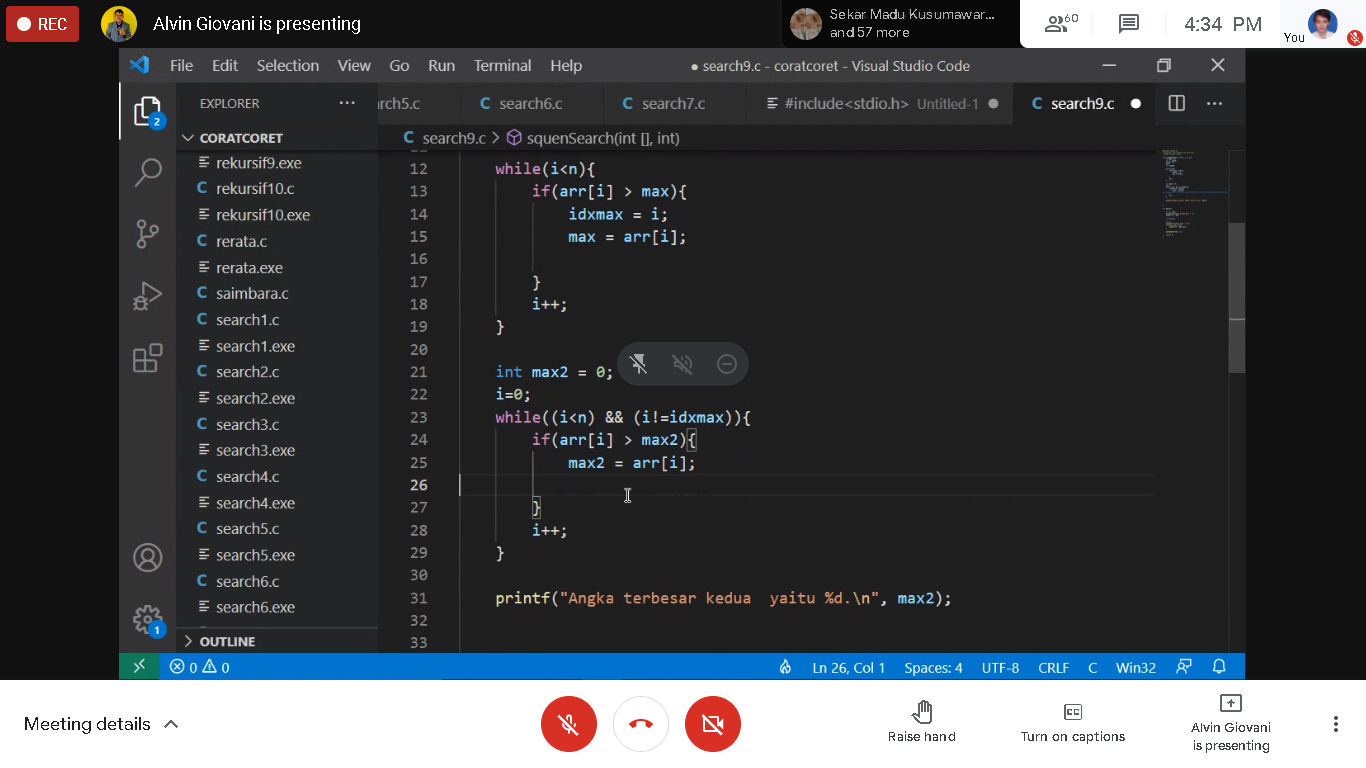 REC
Alvin Giovani is presenting
Sekar Madu Kusumawar...
and 57 more
60
4:34 PM
You
File Edit Selection View Go Run Terminal Help
● search9.c - coratcoret - Visual Studio Code
EXPLORER
rch5.c
search6.c
search7.c
#include<stdio.h> Untitled-1
search9.c
2
CORATCORET
search9.c > squenSearch(int [], int)
rekursif9.exe
rekursif10.c
rekursif10.exe
rerata.c
rerata.exe
saimbara.c
search1.c
search1.exe
search2.c
search2.exe
search3.c
search3.exe
search4.c
search4.exe
search5.c
search5.exe
search6.c
search6.exe
OUTLINE
1
12 while(i<n){
13 if(arr[i] > max){
14 idxmax = i;
15 max = arr[i];
16
17 }
18 i++;
19 }
20
21 int max2 = 0;
22 i=0;
23 while((i<n) && (i!=idxmax)){
24 if(arr[i] > max2){
25 max2 = arr[i];
26
27 }
28 i++;
29 }
30
31 printf("Angka terbesar kedua  yaitu %d.\n", max2);
32
33
0 0
Ln 26, Col 1 Spaces: 4 UTF-8 CRLF C Win32
Meeting details
Raise hand
CC
Turn on captions
Alvin Giovani
is presenting